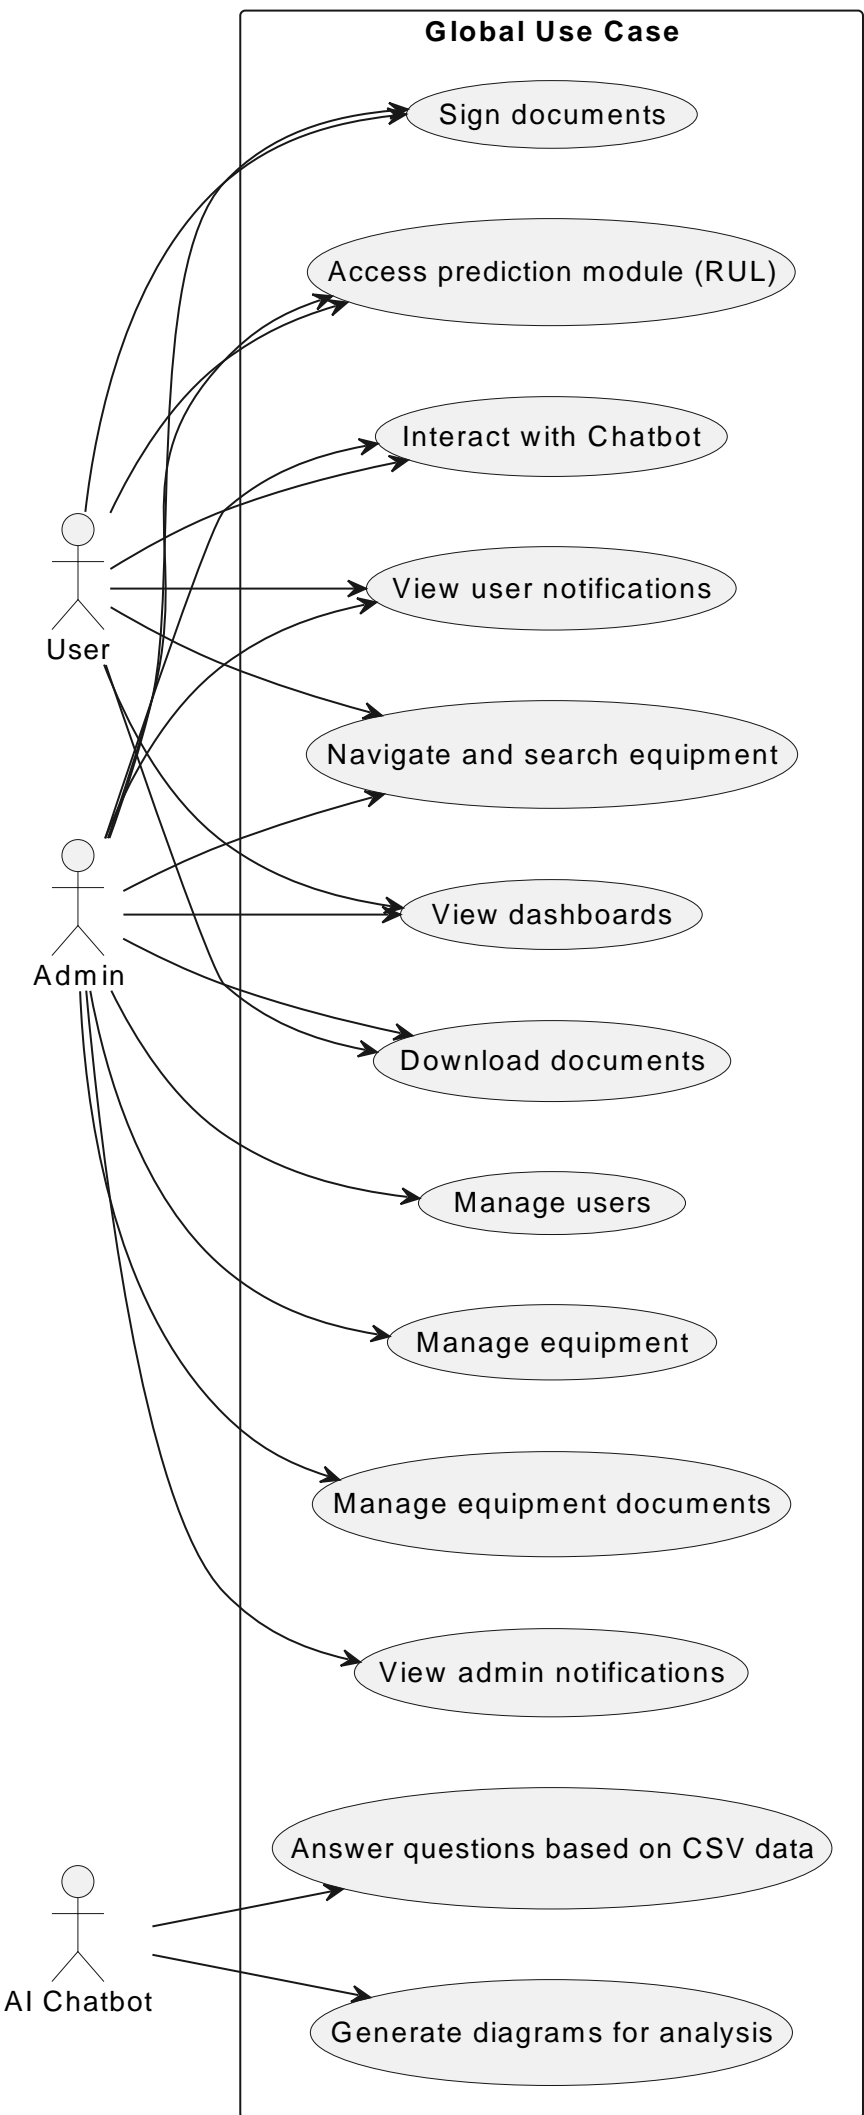 Global Use Case
Sign documents
Access prediction module (RUL)
Interact with Chatbot
View user notifications
User
Navigate and search equipment
View dashboards
Admin
Download documents
Manage users
Manage equipment
Manage equipment documents
View admin notifications
Answer questions based on CSV data
AI Chatbot
Generate diagrams for analysis